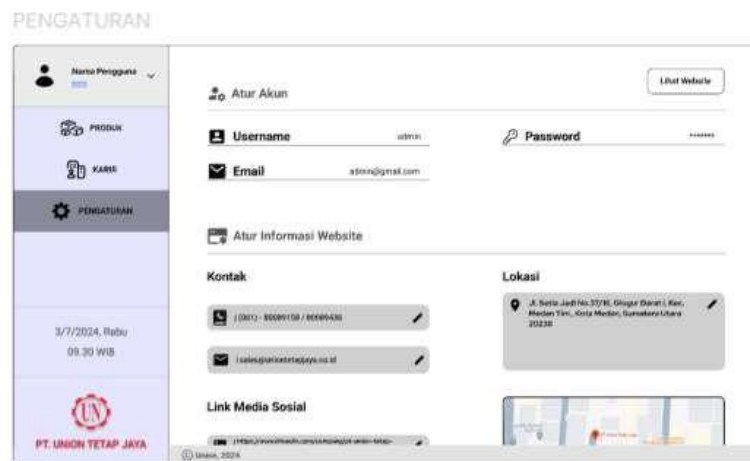 PENGATURAN
Nama Pengguna
Lihat Website
Atur Akun
PRODUK
Username
admin
Password
KARIR
Email
admin@gmail.com
PENGATURAN
Atur Informasi Website
Kontak
Lokasi
Jl. Setia Jadi No.
Glugur Darat I, Kec.
Medan Tim., Kota Medan, Sumatera Utara
20238
3/7/2024, Rabu
09.30 WIB
Link Media Sosial
UN
PT. UNION TETAP JAYA
2024